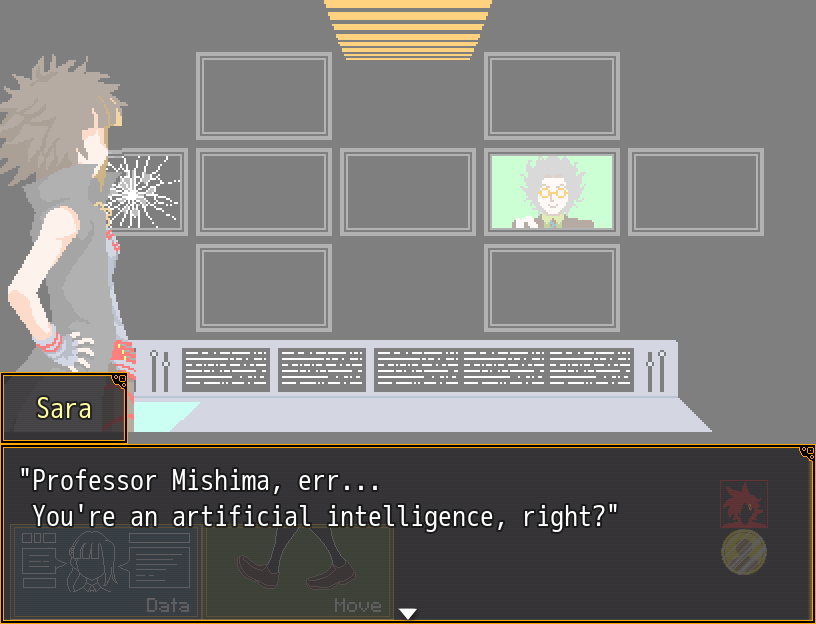 Sara
"Professor Mishima, err...
You're an artificial intelligence, right?"
Data
Move